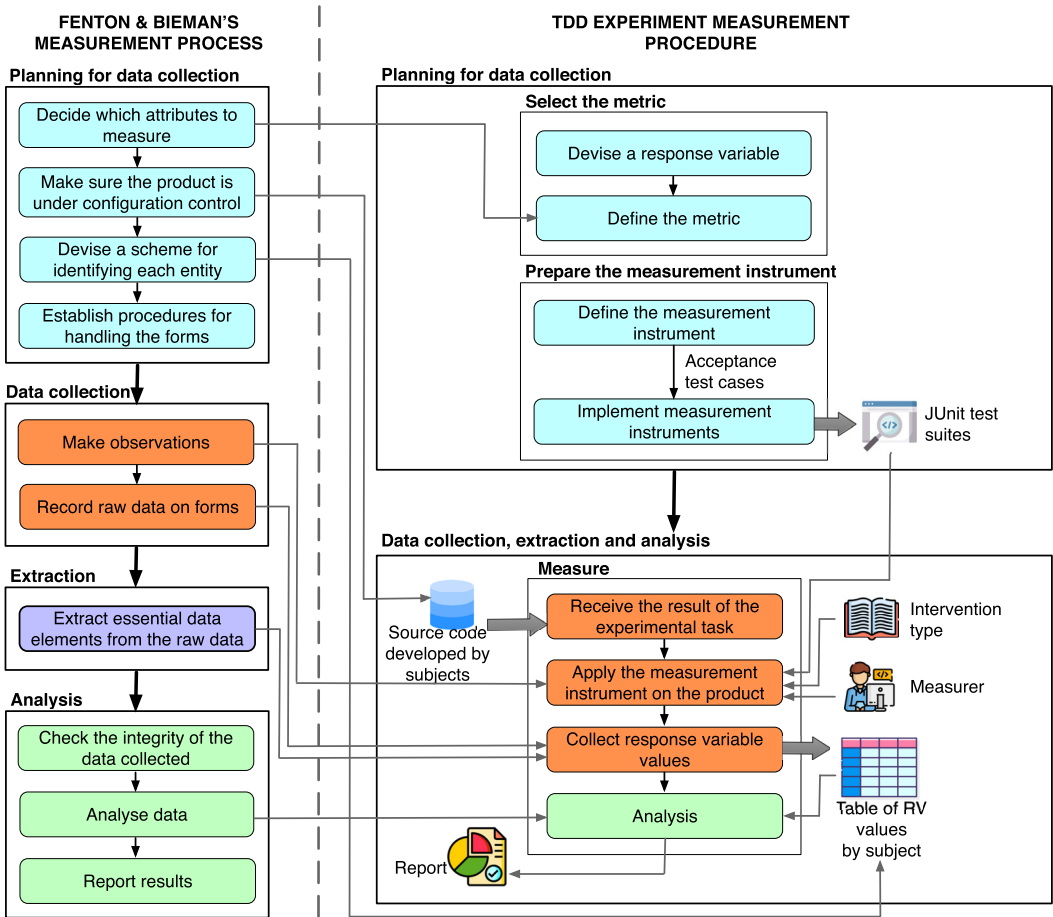 FENTON & BIEMAN'S
MEASUREMENT PROCESS
Planning for data collection
Decide which attributes to
measure
Make sure the product is
under configuration control
Devise a scheme for
identifying each entity
Establish procedures for
handling the forms
Data collection
Make observations
Record raw data on forms
Extraction
Extract essential data
elements from the raw data
Analysis
Check the integrity of the
data collected
Analyse data
Report results
TDD EXPERIMENT MEASUREMENT
PROCEDURE
Planning for data collection
Select the metric
Devise a response variable
Define the metric
Prepare the measurement instrument
Define the measurement
instrument
Acceptance
test cases
Implement measurement
instruments
</>
JUnit test
suites
Data collection, extraction and analysis
Measure
Source code
developed by
subjects
Receive the result of the
experimental task
Apply the measurement
instrument on the product
Collect response variable
values
Analysis
Intervention
type
</>
Measurer
Table of RV
values
by subject
Report